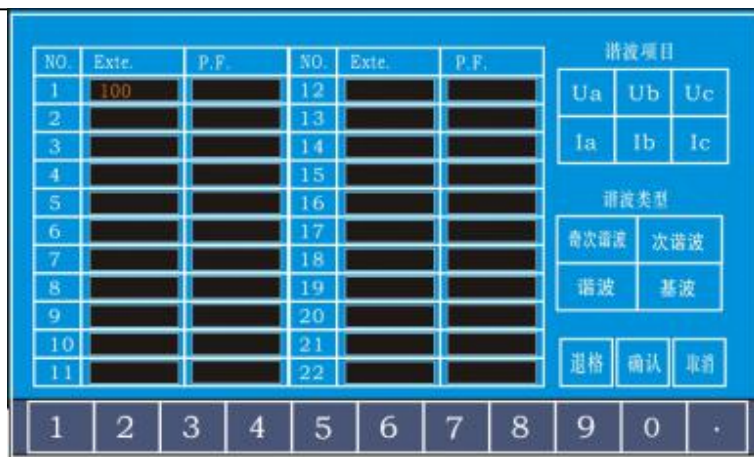 NO. Exte. P.F. NO. Exte. P.F.
1 100 12
2 13
3 14
4 15
5 16
6 17
7 18
8 19
9 20
10 21
11 22
谐波项目
Ua Ub Uc
Ia Ib Ic
谐波类型
奇次谐波 次谐波
谐波 基波
退格 确认 取消
1 2 3 4 5 6 7 8 9 0 .